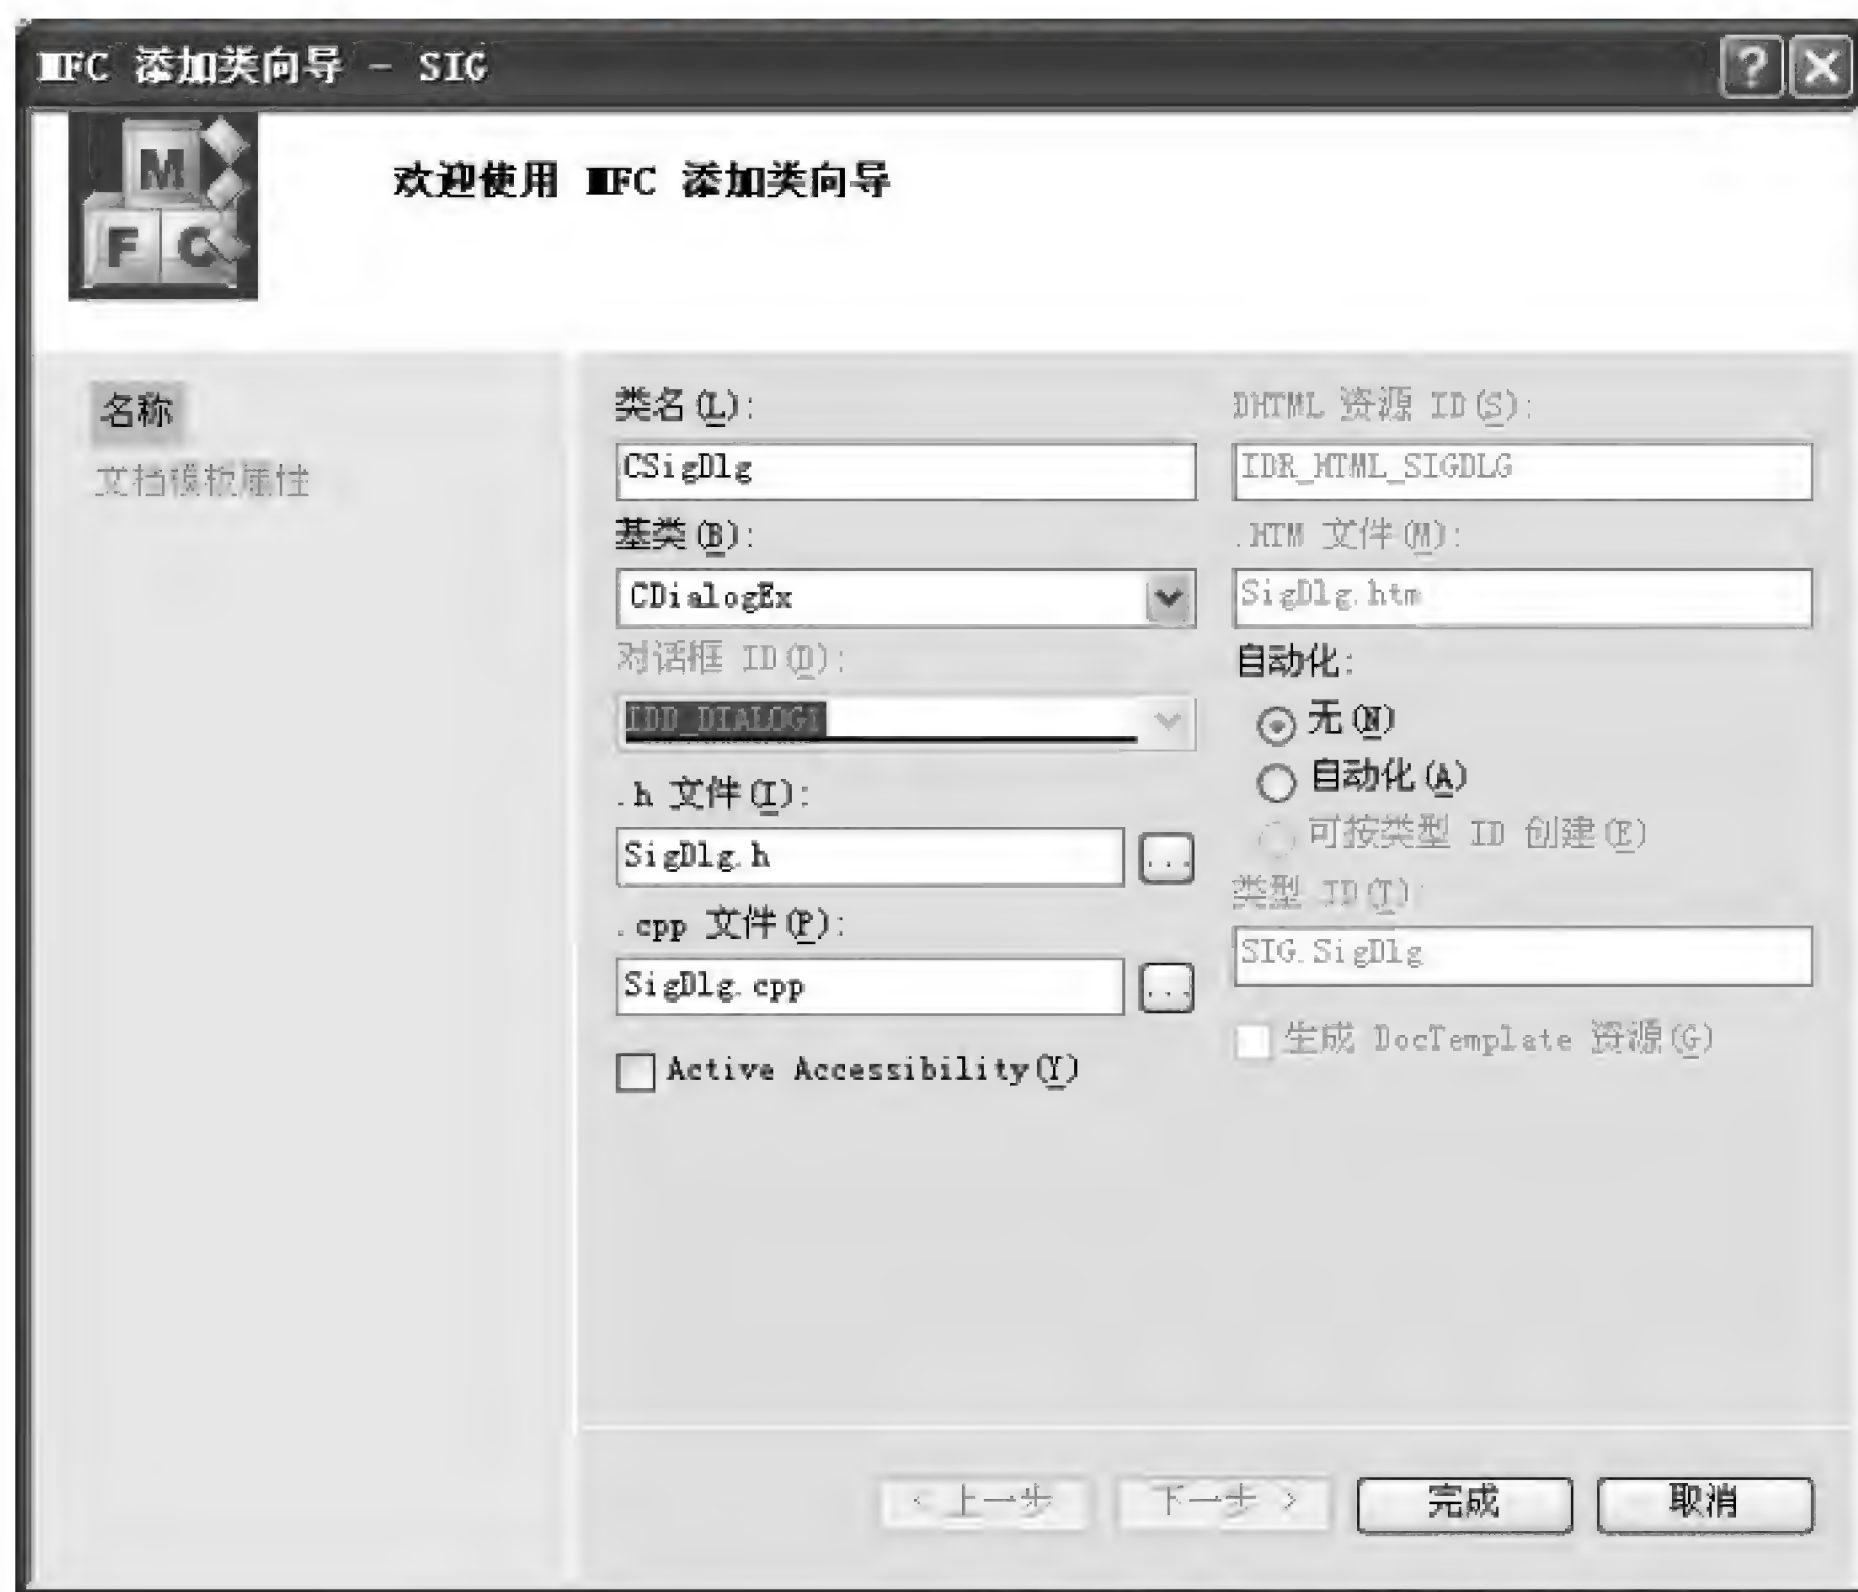 MFC 添加类向导 - SIG
M
F C
欢迎使用 MFC 添加类向导
名称
文档模板属性
类名(L):
CSigDlg
基类(B):
CDialogEx
对话框 ID(D):
IDD_DIALOG1
.h 文件(I):
SigDlg.h
...
.cpp 文件(P):
SigDlg.cpp
...
Active Accessibility(Y)
DHTML 资源 ID(S):
IDR_HTML_SIGDLG
.HTM 文件(M):
SigDlg.htm
自动化:
无(N)
自动化(A)
可按类型 ID 创建(E)
类型 ID(T):
SIG.SigDlg
生成 DocTemplate 资源(G)
< 上一步
下一步 >
完成
取消